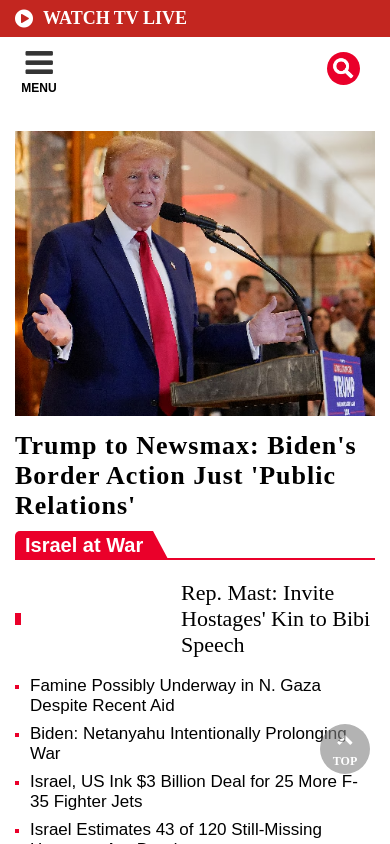 WATCH TV LIVE
MENU
TRUMP
Trump to Newsmax: Biden's
Border Action Just 'Public
Relations'
Israel at War
Rep. Mast: Invite
Hostages' Kin to Bibi
Speech
Famine Possibly Underway in N. Gaza
Despite Recent Aid
Biden: Netanyahu Intentionally Prolonging
War
Israel, US Ink $3 Billion Deal for 25 More F-
35 Fighter Jets
TOP
Israel Estimates 43 of 120 Still-Missing